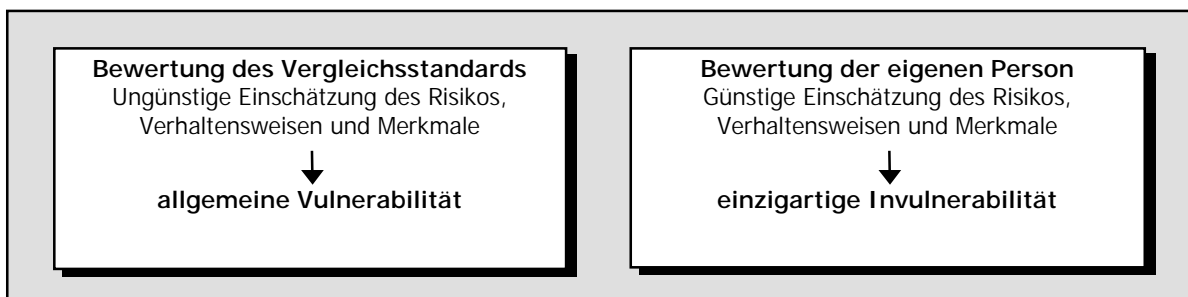 Bewertung des Vergleichsstandards
Ungünstige Einschätzung des Risikos,
Verhaltensweisen und Merkmale
allgemeine Vulnerabilität
Bewertung der eigenen Person
Günstige Einschätzung des Risikos,
Verhaltensweisen und Merkmale
einzigartige Invulnerabilität